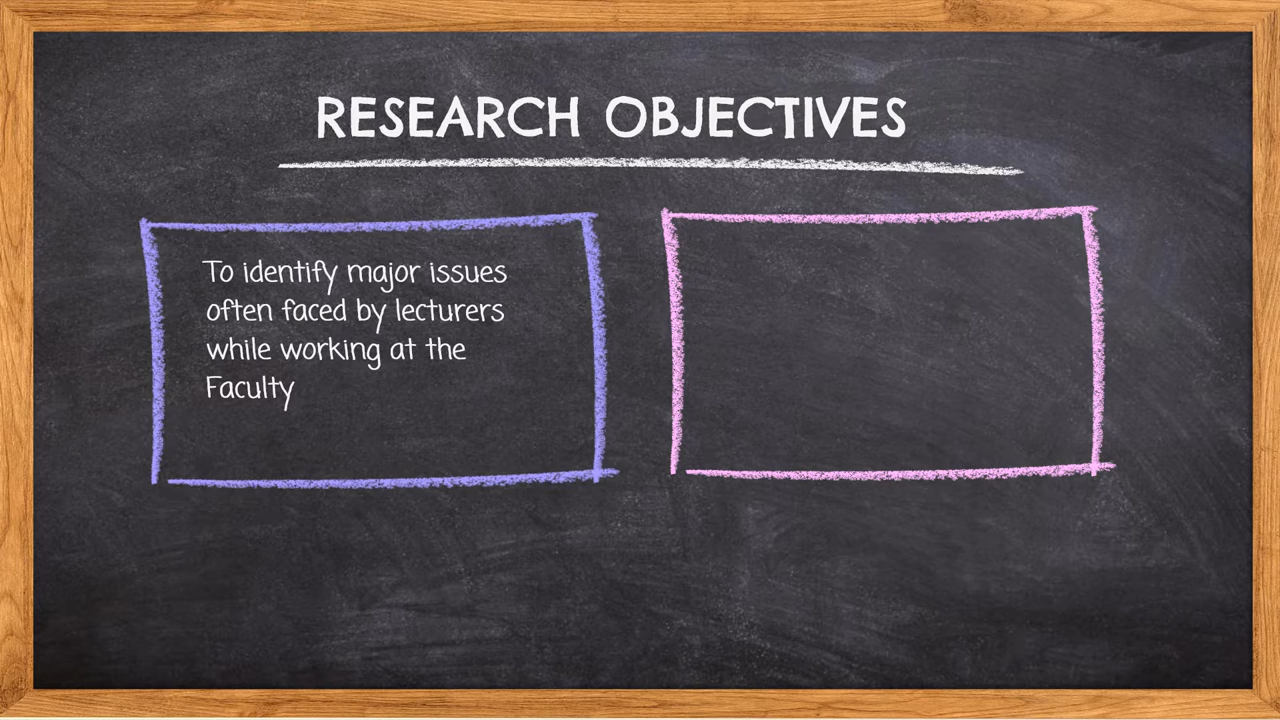 RESEARCH OBJECTIVES
To identify major issues
often faced by lecturers
while working at the
Faculty